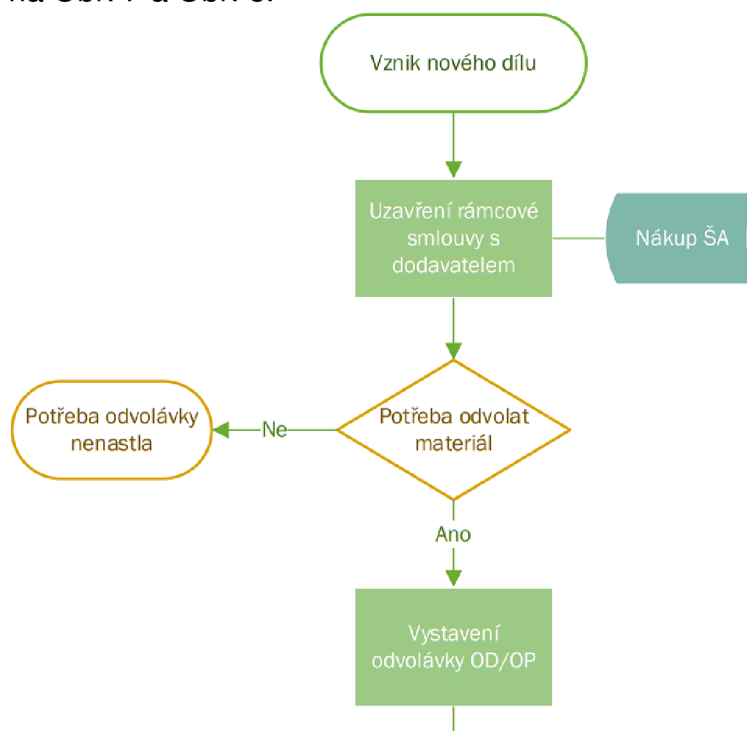 Vznik nového dílu
Uzavření rámcové
smlouvy s
dodavatelem
Nákup ŠA
Potřeba odvolávky
nenastla
Ne
Potřeba odvolat
materiál
Ano
Vystavení
odvolávky OD/OP